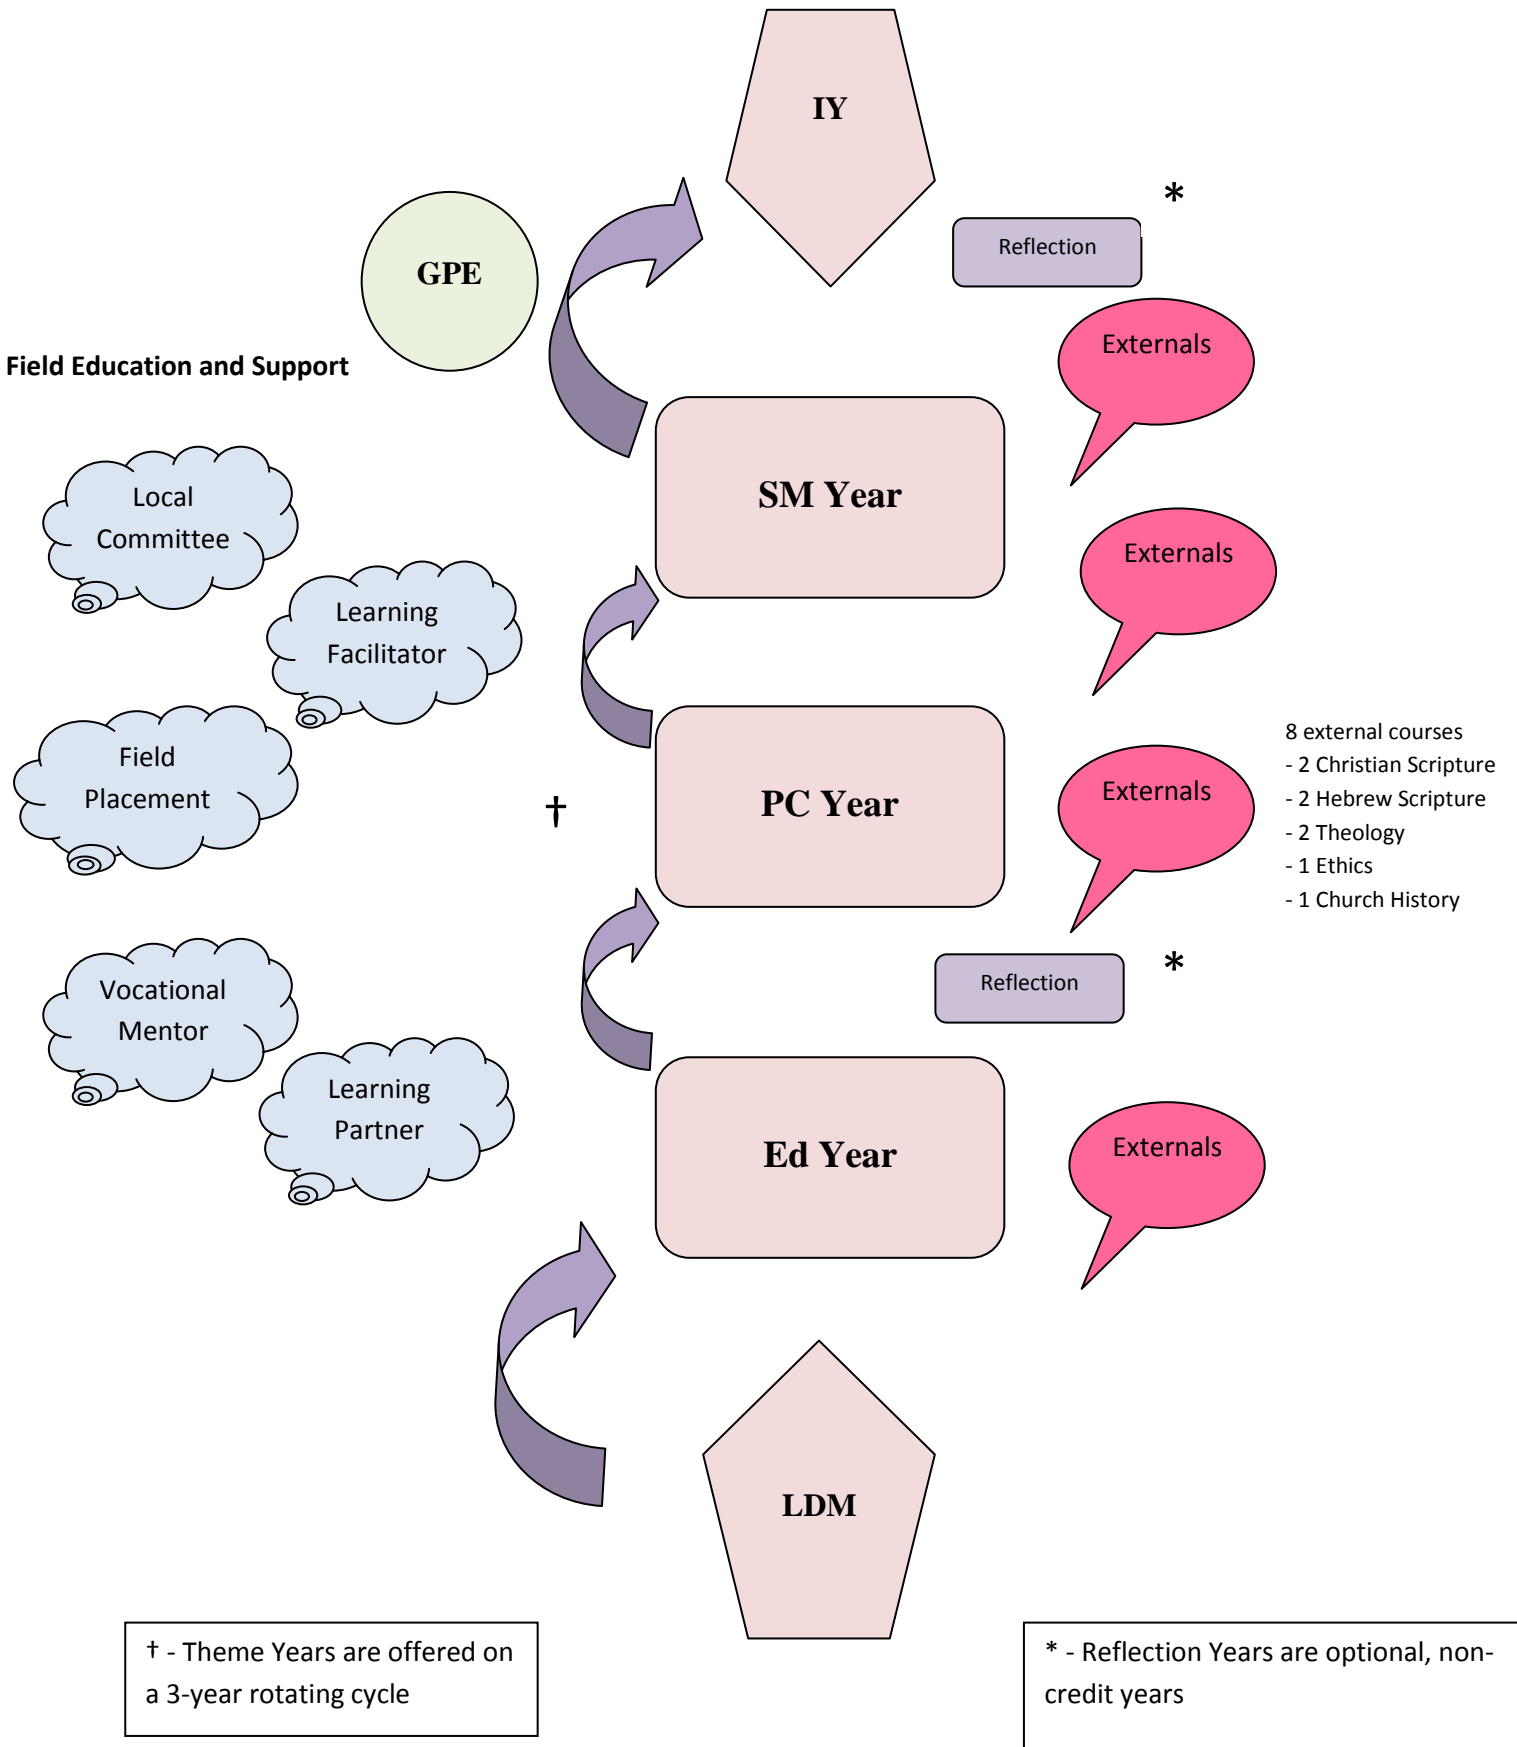 IY
*
Reflection
GPE
Externals
Field Education and Support
SM Year
Local
Committee
Externals
Learning
Facilitator
Field
Placement
†
PC Year
Externals
8 external courses
- 2 Christian Scripture
- 2 Hebrew Scripture
- 2 Theology
- 1 Ethics
- 1 Church History
Reflection
*
Vocational
Mentor
Learning
Partner
Ed Year
Externals
LDM
† - Theme Years are offered on
a 3-year rotating cycle
* - Reflection Years are optional, non-
credit years